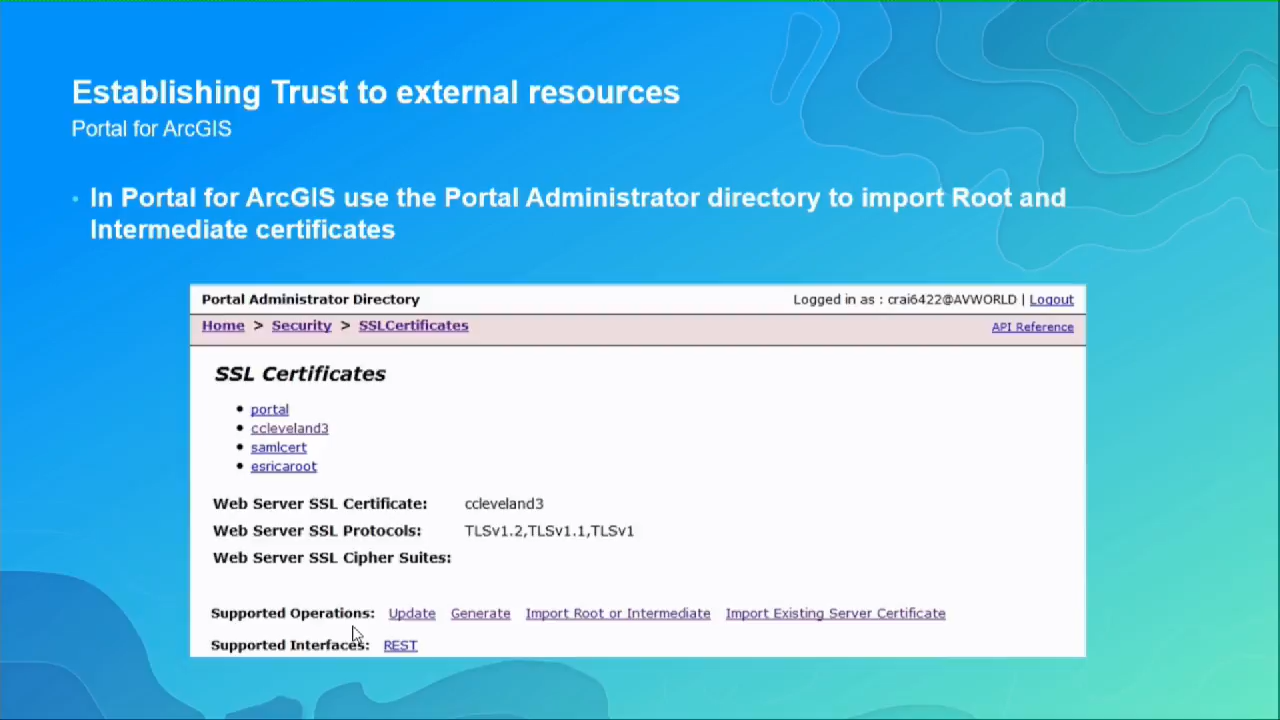 Establishing Trust to external resources
Portal for ArcGIS
• In Portal for ArcGIS use the Portal Administrator directory to import Root and
Intermediate certificates
Portal Administrator Directory
Logged in as : crai6422@AVWORLD | Logout
Home > Security > SSLCertificates
API Reference
SSL Certificates
• portal
• ccleveland3
• samlcert
• esricaroot
Web Server SSL Certificate: ccleveland3
Web Server SSL Protocols: TLSv1.2,TLSv1.1,TLSv1
Web Server SSL Cipher Suites:
Supported Operations: Update Generate Import Root or Intermediate Import Existing Server Certificate
Supported Interfaces: REST